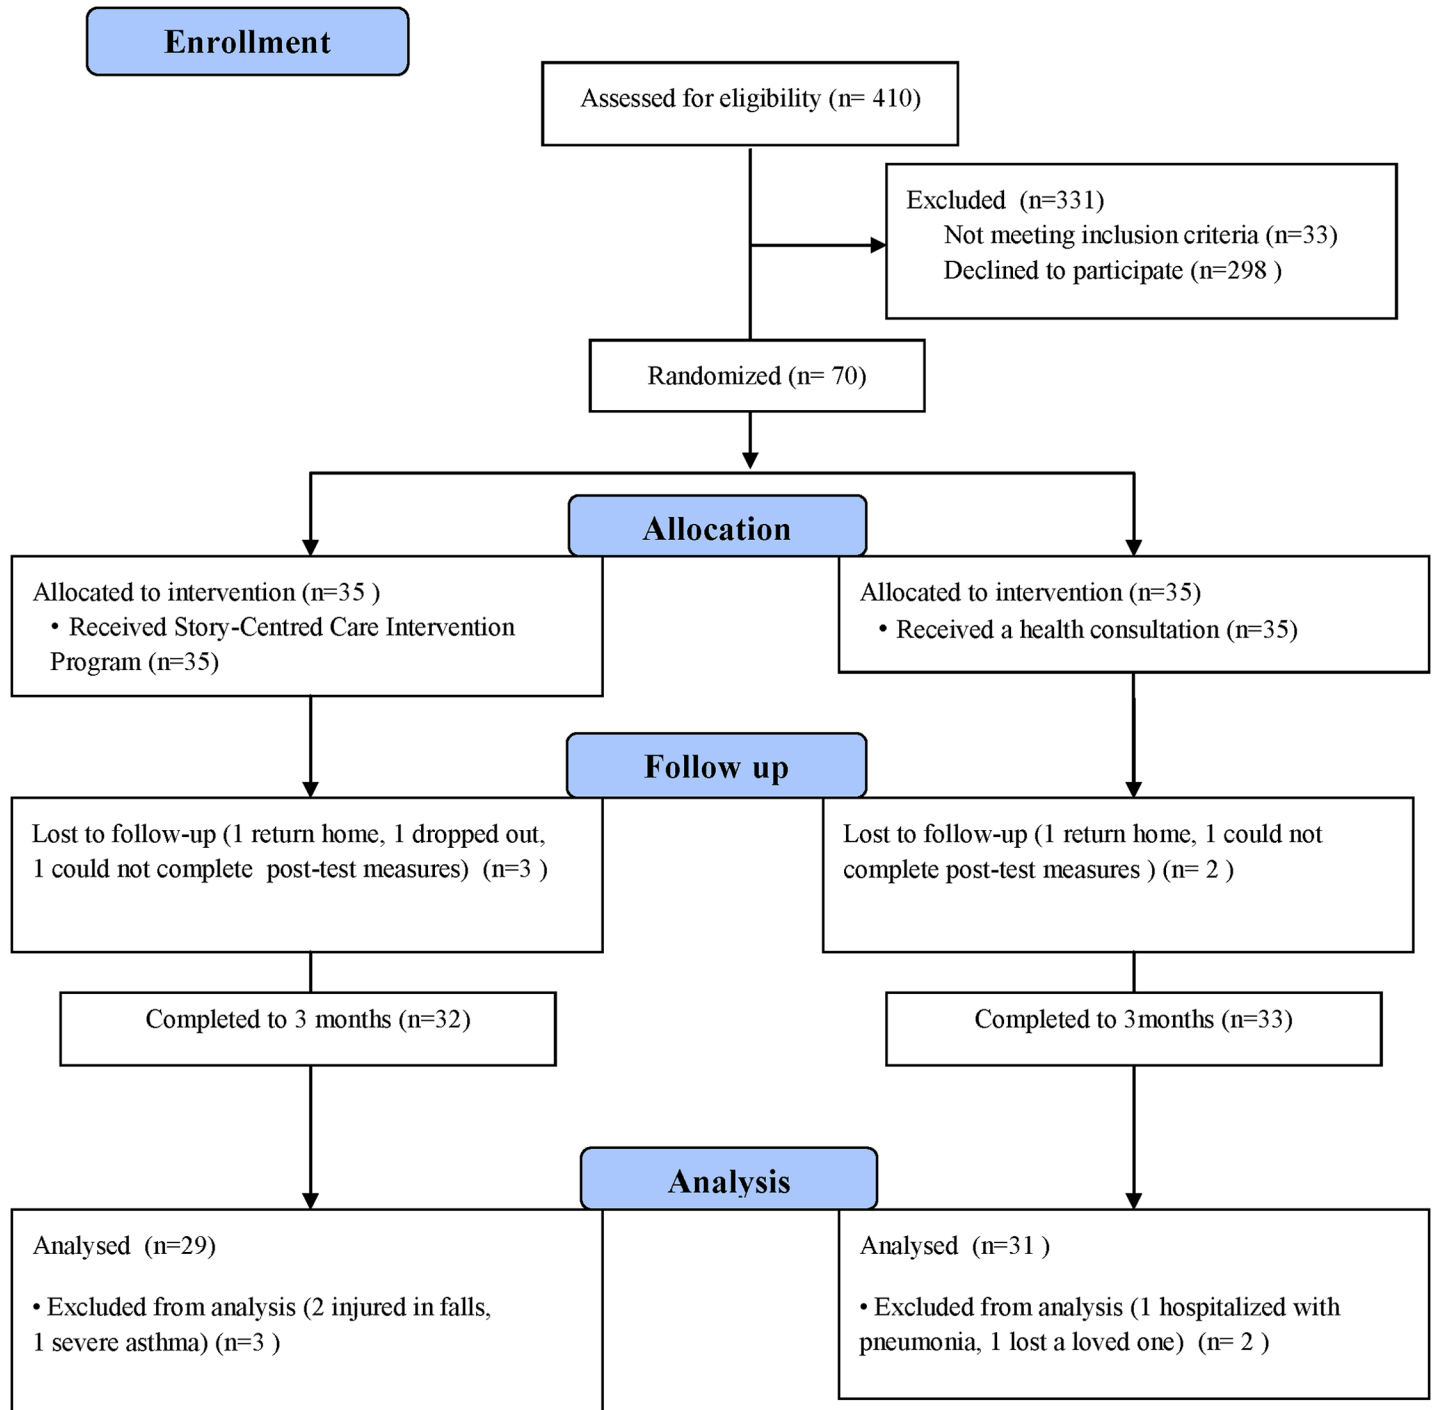 Enrollment
Assessed for eligibility (n= 410)
Excluded  (n=331)
Not meeting inclusion criteria (n=33)
Declined to participate (n=298 )
Randomized (n= 70)
Allocation
Allocated to intervention (n=35 )
• Received Story-Centred Care Intervention
Program (n=35)
Allocated to intervention (n=35)
• Received a health consultation (n=35)
Follow up
Lost to follow-up (1 return home, 1 dropped out,
1 could not complete  post-test measures)  (n=3 )
Lost to follow-up (1 return home, 1 could not
complete post-test measures ) (n= 2 )
Completed to 3 months (n=32)
Completed to 3months (n=33)
Analysis
Analysed  (n=29)
• Excluded from analysis (2 injured in falls,
1 severe asthma) (n=3 )
Analysed  (n=31 )
• Excluded from analysis (1 hospitalized with
pneumonia, 1 lost a loved one)  (n= 2 )